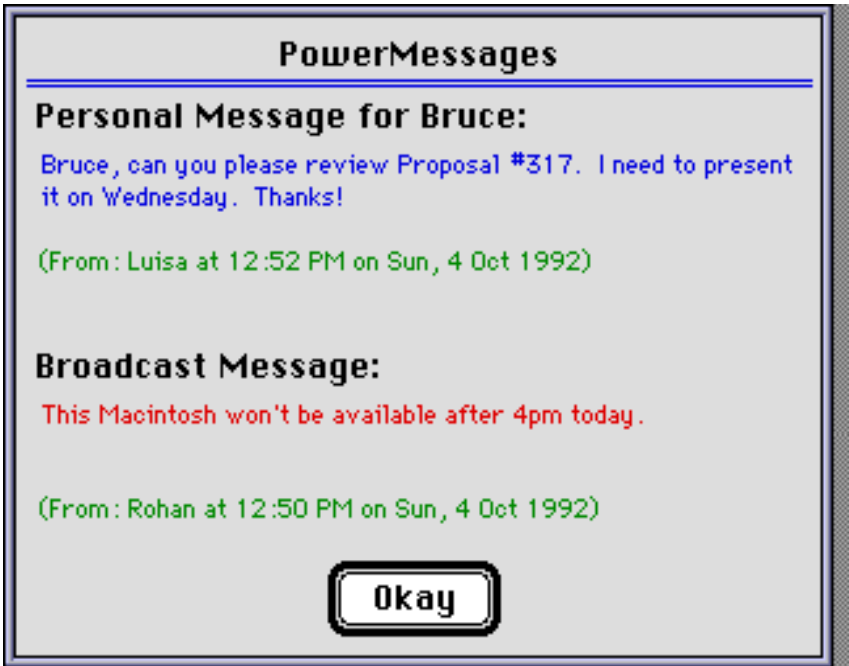 PowerMessages
Personal Message for Bruce:
Bruce, can you please review Proposal #317.  I need to present
it on Wednesday.  Thanks!
(From: Luisa at 12:52 PM on Sun, 4 Oct 1992)
Broadcast Message:
This Macintosh won't be available after 4pm today.
(From: Rohan at 12:50 PM on Sun, 4 Oct 1992)
Okay